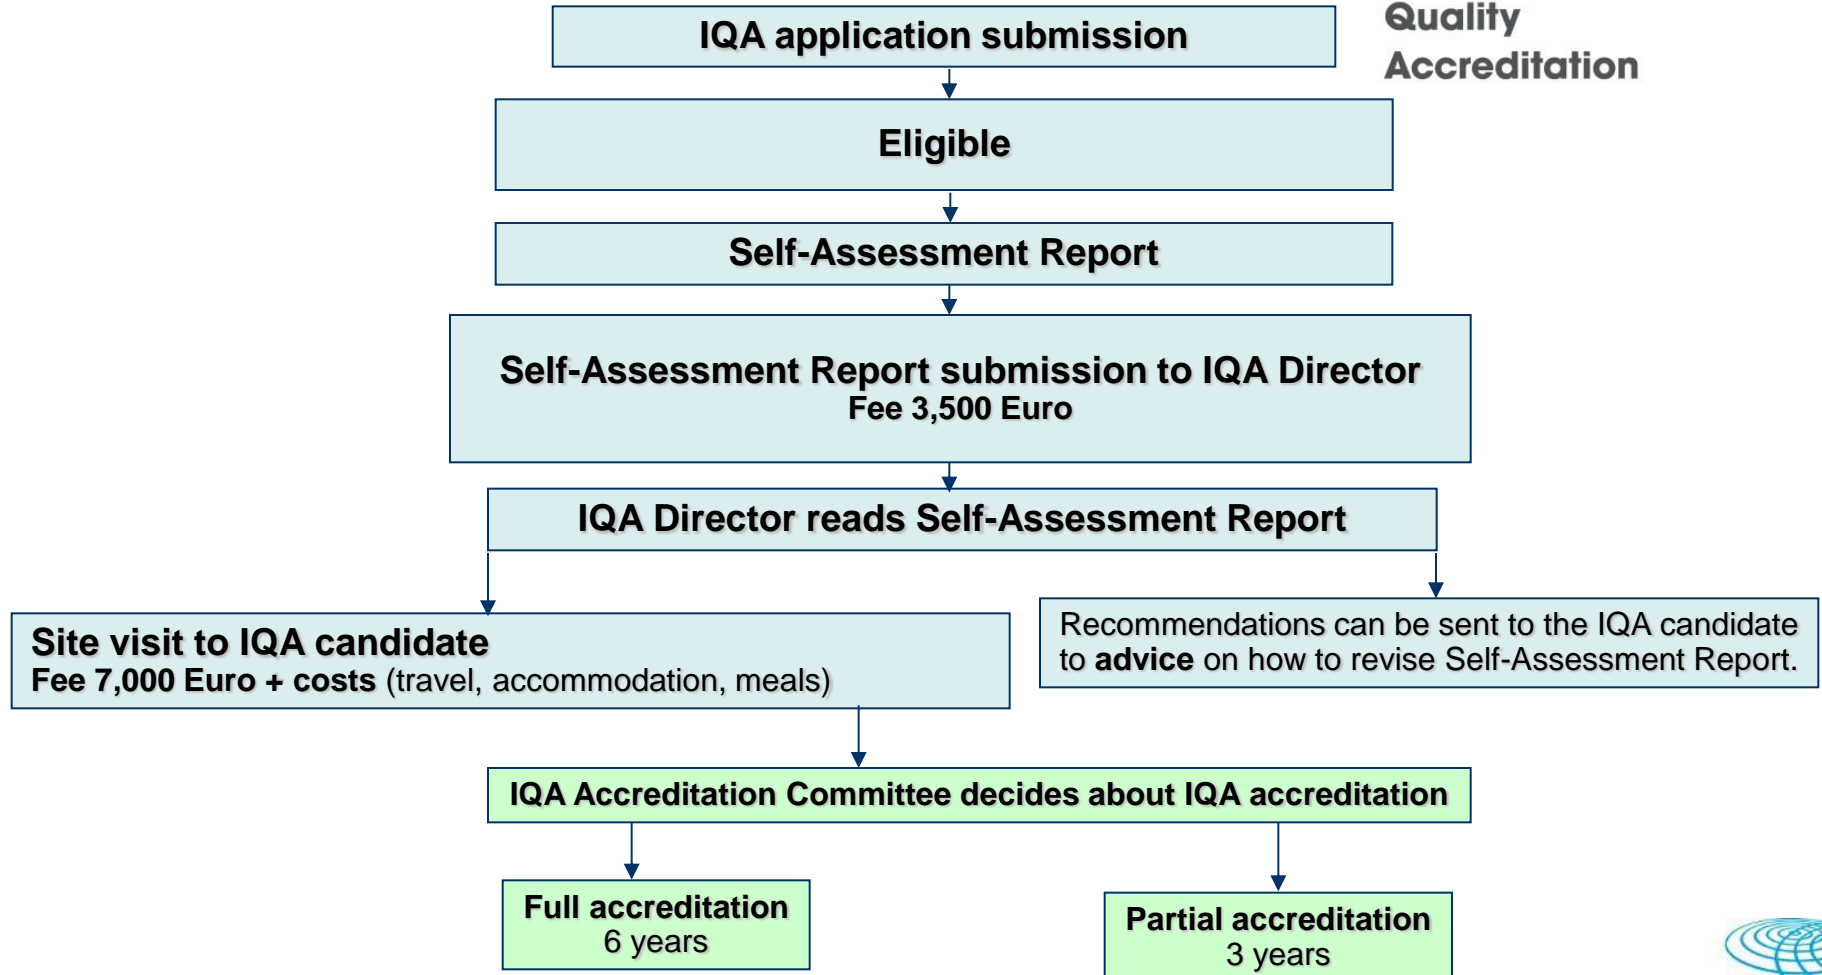 Quality
Accreditation
IQA application submission
Eligible
Self-Assessment Report
Self-Assessment Report submission to IQA Director
Fee 3,500 Euro
IQA Director reads Self-Assessment Report
Site visit to IQA candidate
Fee 7,000 Euro + costs (travel, accommodation, meals)
Recommendations can be sent to the IQA candidate
to advice on how to revise Self-Assessment Report.
IQA Accreditation Committee decides about IQA accreditation
Full accreditation
6 years
Partial accreditation
3 years